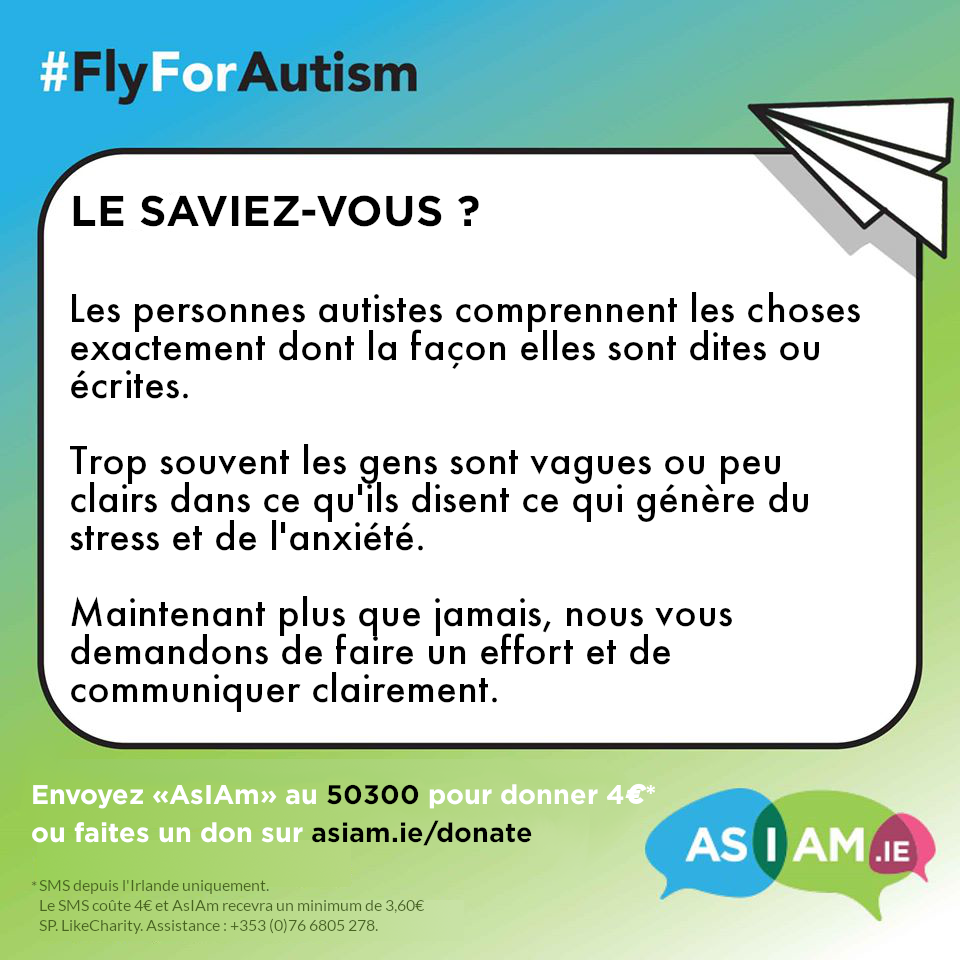 #FlyForAutism
LE SAVIEZ-VOUS ?
Les personnes autistes comprennent les choses
exactement dont la façon elles sont dites ou
écrites.
Trop souvent les gens sont vagues ou peu
clairs dans ce qu'ils disent ce qui génère du
stress et de l'anxiété.
Maintenant plus que jamais, nous vous
demandons de faire un effort et de
communiquer clairement.
Envoyez «AsIAm» au 50300 pour donner 4€*
ou faites un don sur asiam.ie/donate
AS I AM .IE
* SMS depuis l'Irlande uniquement.
Le SMS coûte 4€ et AsIAm recevra un minimum de 3,60€
SP. LikeCharity. Assistance : +353 (0)76 6805 278.